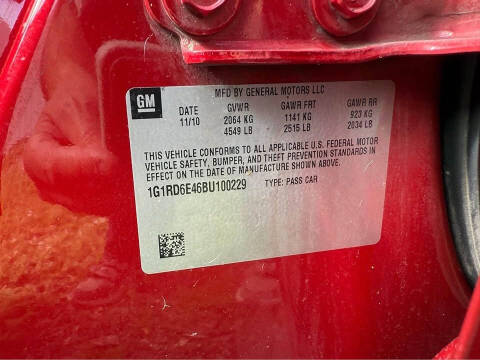 GM
MFD BY GENERAL MOTORS LLC
DATE GVWR GAWR FRT GAWR RR
11/10 2064 KG 1141 KG 923 KG
4549 LB 2515 LB 2034 LB
THIS VEHICLE CONFORMS TO ALL APPLICABLE U.S. FEDERAL MOTOR
VEHICLE SAFETY, BUMPER, AND THEFT PREVENTION STANDARDS IN
EFFECT ON THE DATE OF MANUFACTURE SHOWN ABOVE.
1G1RD6E46BU100229 TYPE: PASS CAR